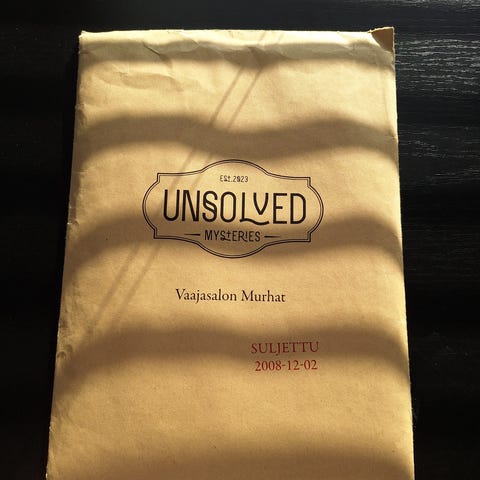 EST.2023
UNSOLVED
MYSTERIES
Vaajasalon Murhat
SULJETTU
2008-12-02